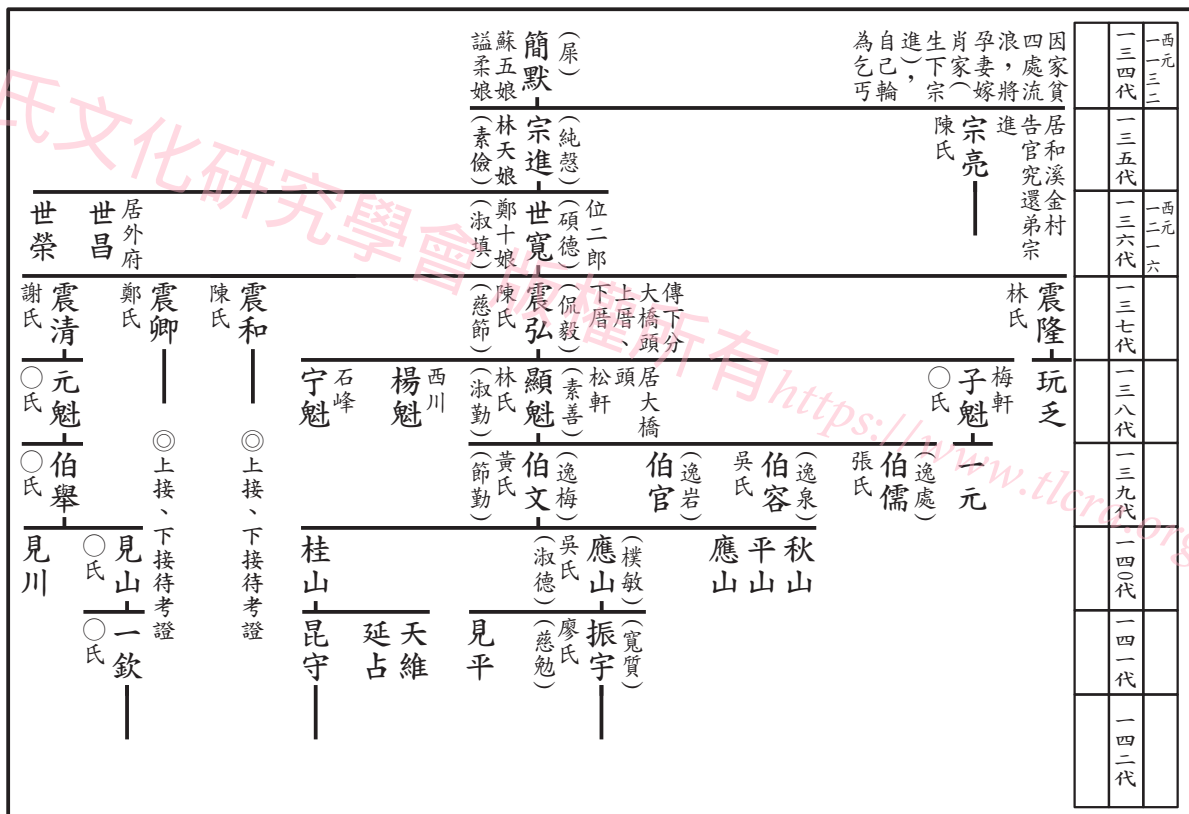 西元一一三二
一三四代
一三五代
西元一二一六
一三六代
一三七代
一三八代
一三九代
一四〇代
一四一代
一四二代
因家貧
四處流
浪，將
孕妻嫁
肖家（
生下宗
進），
自己輪
為乞丐
（屎）
簡默
蘇五娘
謚柔娘
居和溪金村
告官究還弟宗
進
宗亮
陳氏
（純愨）
宗進
林天娘
（素儉）
位二郎
（碩德）
世寬
鄭十娘
（淑填）
居外府
世昌
世榮
震隆
林氏
傳下分
大橋頭
上厝、
下厝
（侃毅）
震弘
陳氏
（慈節）
震和
陳氏
震卿
鄭氏
震清
謝氏
玩乏
梅軒
子魁
〇氏
居大橋
頭
松軒
（素善）
顯魁
林氏
（淑勤）
西川
楊魁
石峰
宁魁
◎上接、下接待考證
◎上接、下接待考證
元魁
〇氏
一元
（逸處）
伯儒
張氏
（逸泉）
伯容
吳氏
（逸岩）
伯官
（逸梅）
伯文
黃氏
（節勤）
伯舉
〇氏
秋山
平山
應山
（樸敏）
應山
吳氏
（淑德）
桂山
見山
〇氏
見川
（寬質）
振宇
廖氏
（慈勉）
見平
天維
延占
昆守
一欽
〇氏
氏文化研究學會 版權所有https://www.tlcra.org